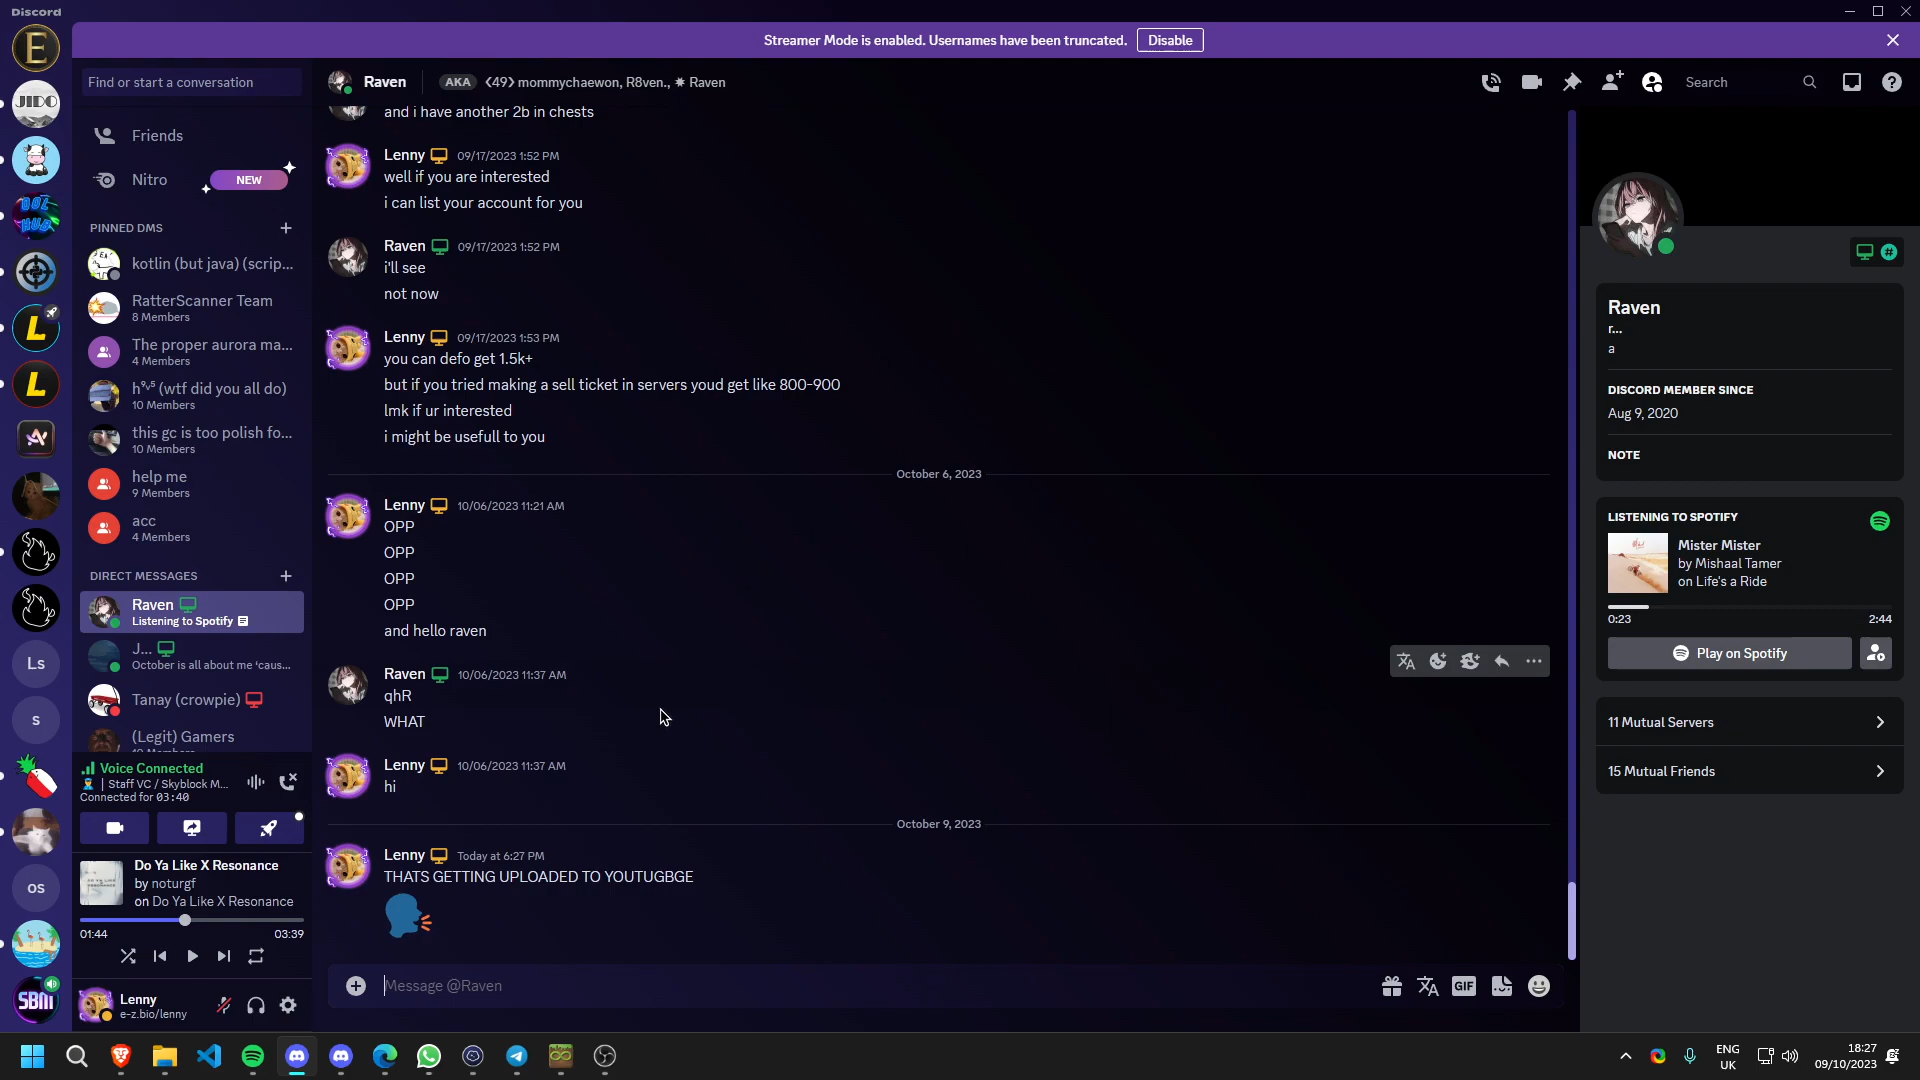 Discord
Streamer Mode is enabled. Usernames have been truncated.
Disable
Find or start a conversation
Raven
AKA
<49> mommychaewon, R8ven., ✷ Raven
Search
Friends
Nitro
NEW
PINNED DMS
kotlin (but java) (scrip...
RatterScanner Team
8 Members
The proper aurora ma...
4 Members
h⁹ᵥ⁵ (wtf did you all do)
10 Members
this gc is too polish fo...
10 Members
help me
9 Members
acc
4 Members
DIRECT MESSAGES
Raven
Listening to Spotify
J...
October is all about me 'caus...
Tanay (crowpie)
(Legit) Gamers
Voice Connected
| Staff VC / Skyblock M...
Connected for 03:40
Do Ya Like X Resonance
by noturgf
on Do Ya Like X Resonance
01:44
03:39
Lenny
e-z.bio/lenny
JIDO
E
L
L
Ls
s
os
SBM
and i have another 2b in chests
Lenny 09/17/2023 1:52 PM
well if you are interested
i can list your account for you
Raven 09/17/2023 1:52 PM
i'll see
not now
Lenny 09/17/2023 1:53 PM
you can defo get 1.5k+
but if you tried making a sell ticket in servers youd get like 800-900
lmk if ur interested
i might be usefull to you
October 6, 2023
Lenny 10/06/2023 11:21 AM
OPP
OPP
OPP
OPP
and hello raven
Raven 10/06/2023 11:37 AM
qhR
WHAT
Lenny 10/06/2023 11:37 AM
hi
October 9, 2023
Lenny Today at 6:27 PM
THATS GETTING UPLOADED TO YOUTUGBGE
Message @Raven
GIF
Raven
r...
a
DISCORD MEMBER SINCE
Aug 9, 2020
NOTE
LISTENING TO SPOTIFY
Mister Mister
by Mishaal Tamer
on Life's a Ride
0:23
2:44
Play on Spotify
11 Mutual Servers
15 Mutual Friends
ENG
UK
18:27
09/10/2023